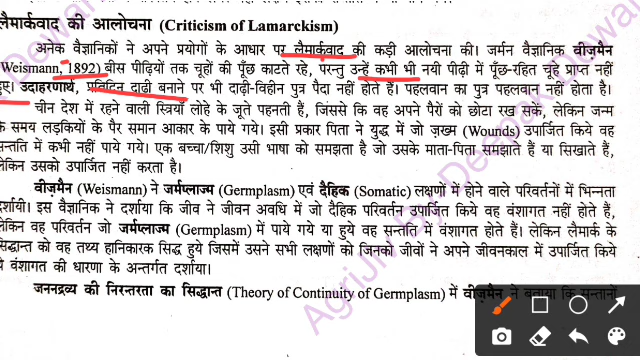 लैमार्कवाद की आलोचना (Criticism of Lamarckism)
अनेक वैज्ञानिकों ने अपने प्रयोगों के आधार पर लैमार्कवाद की कड़ी आलोचना की। जर्मन वैज्ञानिक वीज़मैन
Weismann, 1892) बीस पीढ़ियों तक चूहों की पूँछ काटते रहे, परन्तु उन्हें कभी भी नयी पीढ़ी में पूँछ-रहित चूहे प्राप्त नहीं
हुए। उदाहरणार्थ, प्रतिदिन दाढ़ी बनाने पर भी दाढ़ी-विहीन पुत्र पैदा नहीं होते हैं। पहलवान का पुत्र पहलवान नहीं होता है।
चीन देश में रहने वाली स्त्रियाँ लोहे के जूते पहनती हैं, जिससे कि वह अपने पैरों को छोटा रख सकें, लेकिन जन्म
के समय लड़कियों के पैर समान आकार के पाये गये। इसी प्रकार पिता ने युद्ध में जो ज़ख्म (Wounds) उपार्जित किये वह
सन्तति में कभी नहीं पाये गये। एक बच्चा/शिशु उसी भाषा को समझता है जो उसके माता-पिता समझाते हैं या सिखाते हैं,
लेकिन उसको उपार्जित नहीं करता है।
वीज़मैन (Weismann) ने जर्मप्लाज्म (Germplasm) एवं दैहिक (Somatic) लक्षणों में होने वाले परिवर्तनों में भिन्नता
दर्शायी। इस वैज्ञानिक ने दर्शाया कि जीव ने जीवन अवधि में जो दैहिक परिवर्तन उपार्जित किये वह वंशागत नहीं होते हैं,
लेकिन वह परिवर्तन जो जर्मप्लाज्म (Germplasm) में पाये गये या हुये वह सन्तति में वंशागत होते हैं। लेकिन लैमार्क के
सिद्धान्त को वह तथ्य हानिकारक सिद्ध हुये जिसमें उसने सभी लक्षणों को जिनको जीवों ने अपने जीवनकाल में उपार्जित किये
वंशागत की धारणा के अन्तर्गत दर्शाया।
जननद्रव्य की निरन्तरता का सिद्धान्त (Theory of Continuity of Germplasm) में वीज़मैन ने बताया कि सन्तानों